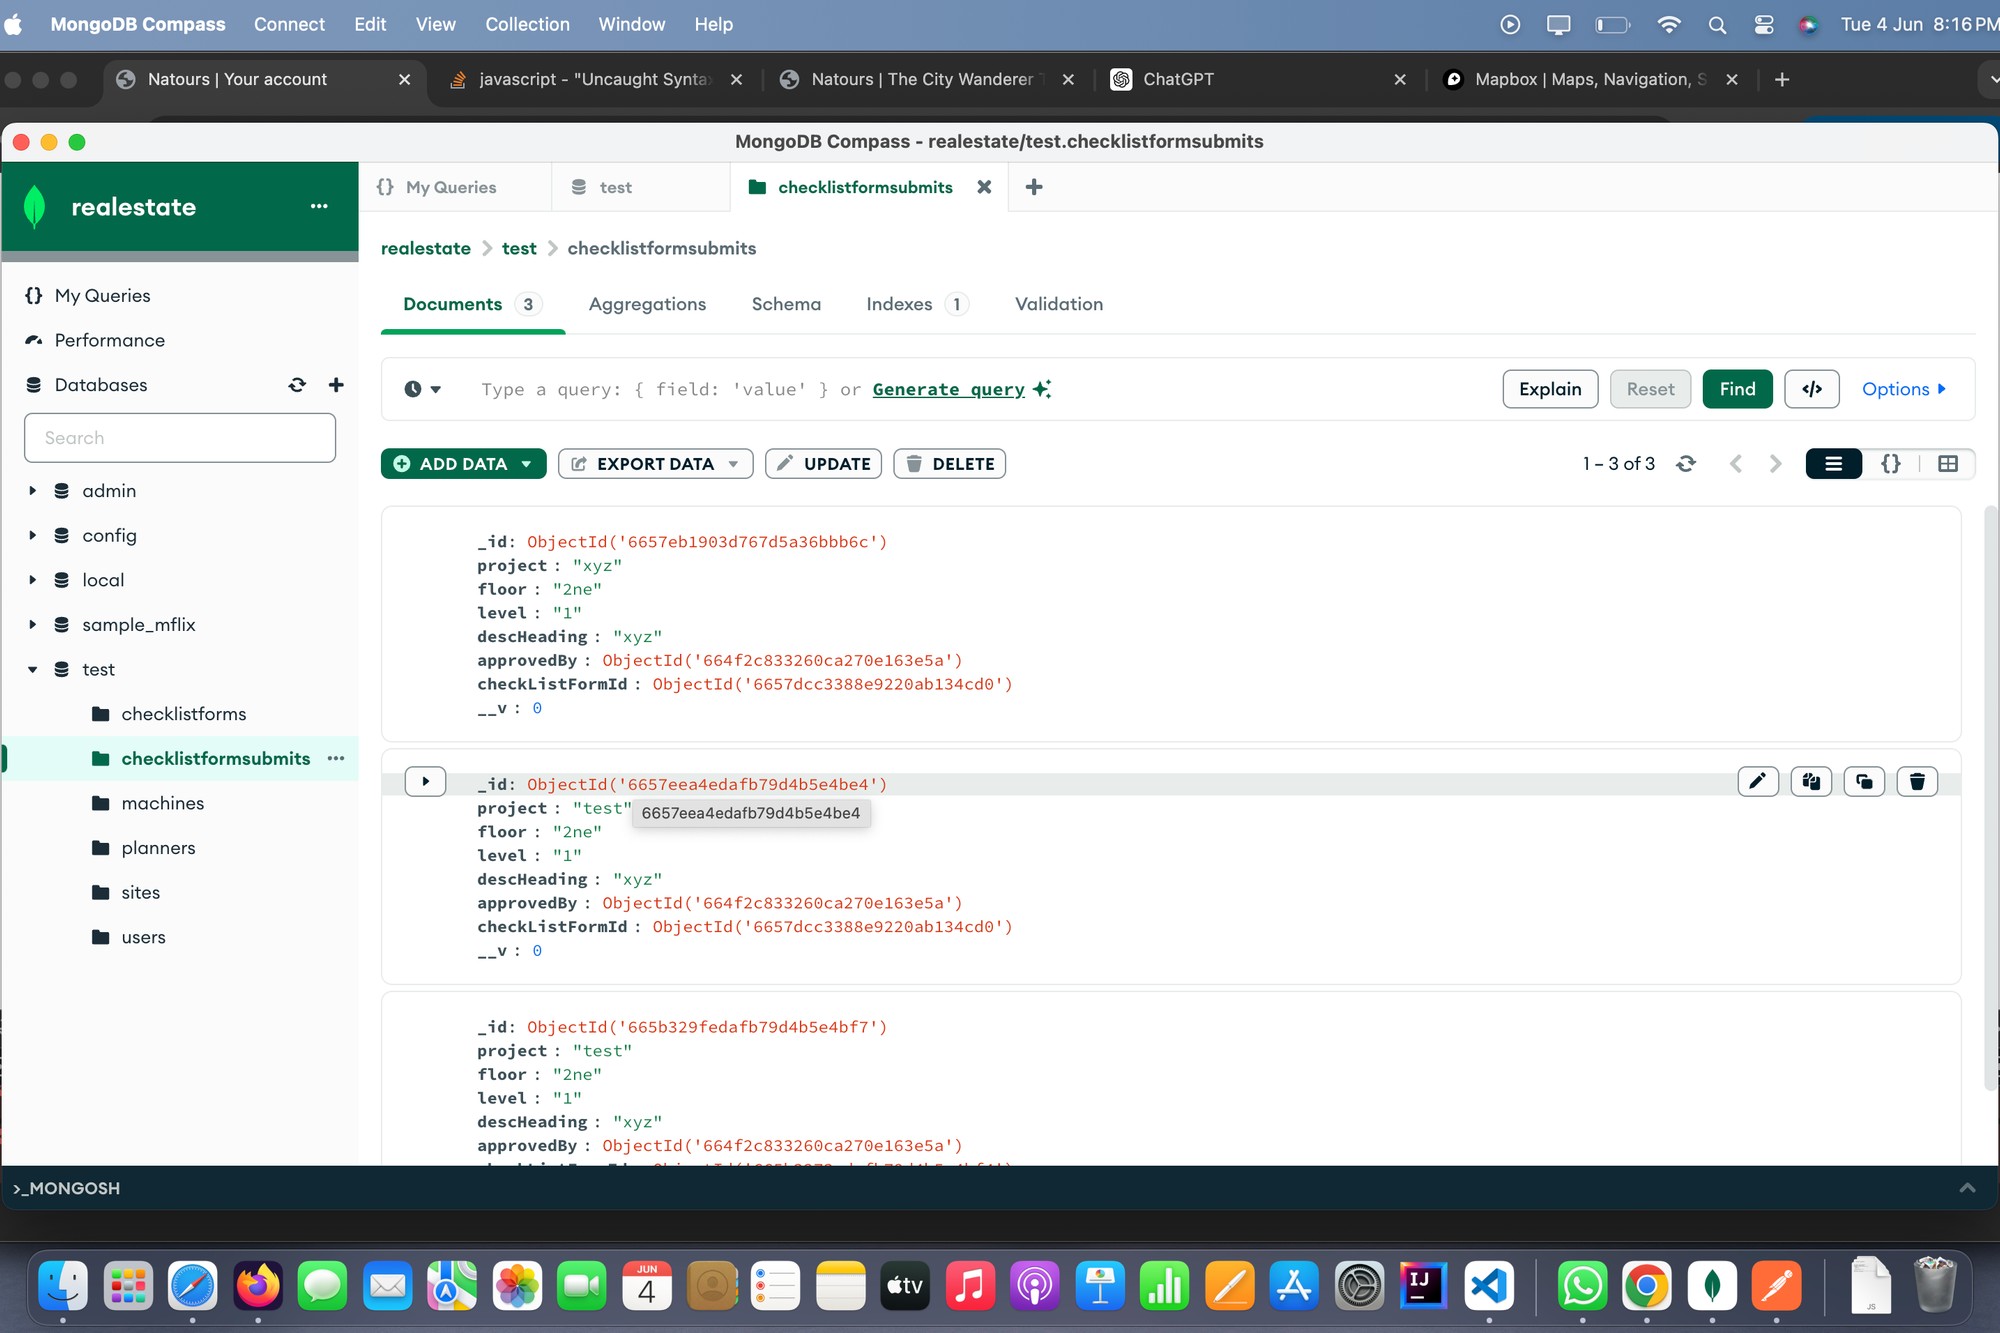 MongoDB Compass Connect Edit View Collection Window Help Tue 4 Jun 8:16 PM
Natours | Your account javascript - "Uncaught Synta Natours | The City Wanderer ChatGPT Mapbox | Maps, Navigation, S
MongoDB Compass - realestate/test.checklistformsubmits
realestate
My Queries test checklistformsubmits
realestate > test > checklistformsubmits
My Queries
Performance
Databases
Search
admin
config
local
sample_mflix
test
checklistforms
checklistformsubmits
machines
planners
sites
users
Documents 3 Aggregations Schema Indexes 1 Validation
Type a query: { field: 'value' } or Generate query Explain Reset Find </> Options
ADD DATA EXPORT DATA UPDATE DELETE 1 – 3 of 3 {}
_id: ObjectId('6657eb1903d767d5a36bbb6c')
project : "xyz"
floor : "2ne"
level : "1"
descHeading : "xyz"
approvedBy : ObjectId('664f2c833260ca270e163e5a')
checkListFormId : ObjectId('6657dcc3388e9220ab134cd0')
__v : 0
_id: ObjectId('6657eea4edafb79d4b5e4be4')
project : "test" 6657eea4edafb79d4b5e4be4
floor : "2ne"
level : "1"
descHeading : "xyz"
approvedBy : ObjectId('664f2c833260ca270e163e5a')
checkListFormId : ObjectId('6657dcc3388e9220ab134cd0')
__v : 0
_id: ObjectId('665b329fedafb79d4b5e4bf7')
project : "test"
floor : "2ne"
level : "1"
descHeading : "xyz"
approvedBy : ObjectId('664f2c833260ca270e163e5a')
>_MONGOSH
JUN
4
tv
IJ
JS